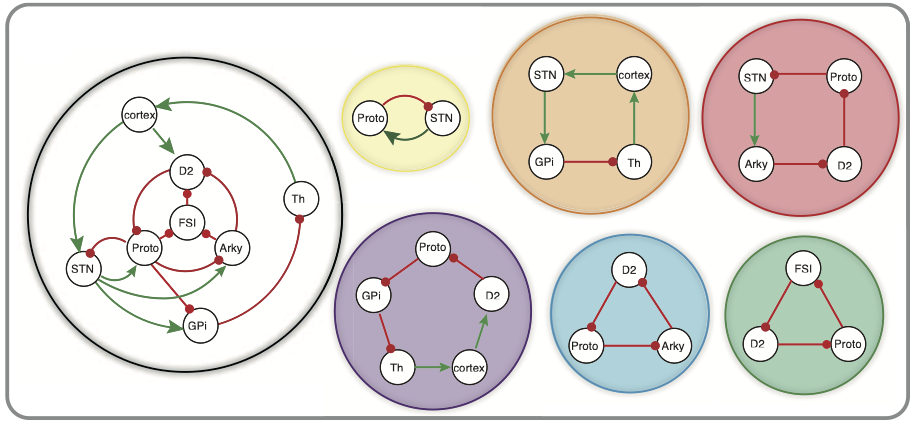 cortex
D2
Th
FSI
Proto
Arky
STN
GPi
Proto
STN
STN
cortex
GPi
Th
STN
Proto
Arky
D2
Proto
GPi
D2
Th
cortex
D2
Proto
Arky
FSI
D2
Proto